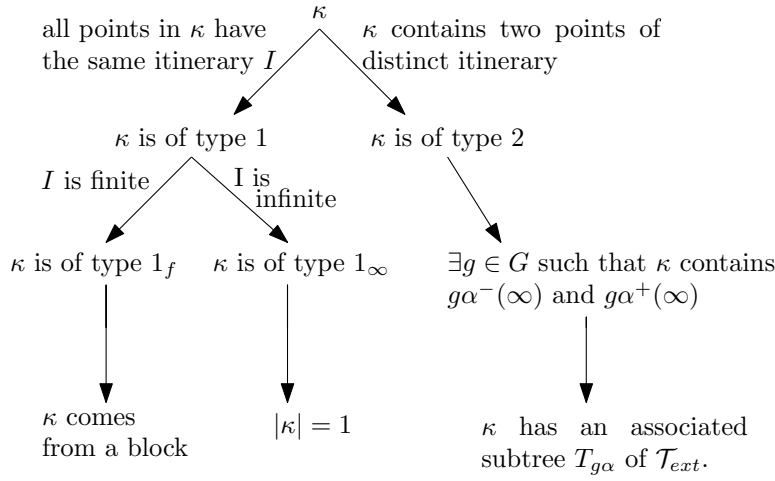 κ
all points in κ have
the same itinerary I
κ contains two points of
distinct itinerary
κ is of type 1
κ is of type 2
I is finite
I is
infinite
κ is of type 1_f
κ is of type 1_∞
∃g ∈ G such that κ contains
gα⁻(∞) and gα⁺(∞)
κ comes
from a block
|κ| = 1
κ has an associated
subtree T_{gα} of 𝒯_{ext}.